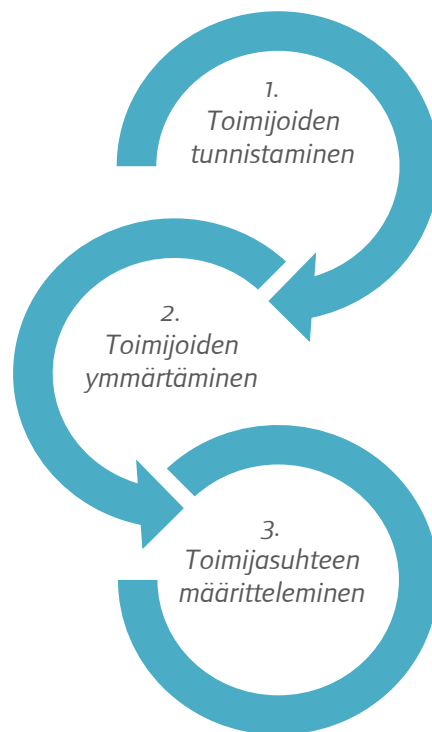 1.
Toimijoiden
tunnistaminen
2.
Toimijoiden
ymmärtäminen
3.
Toimijasuhteen
määritteleminen